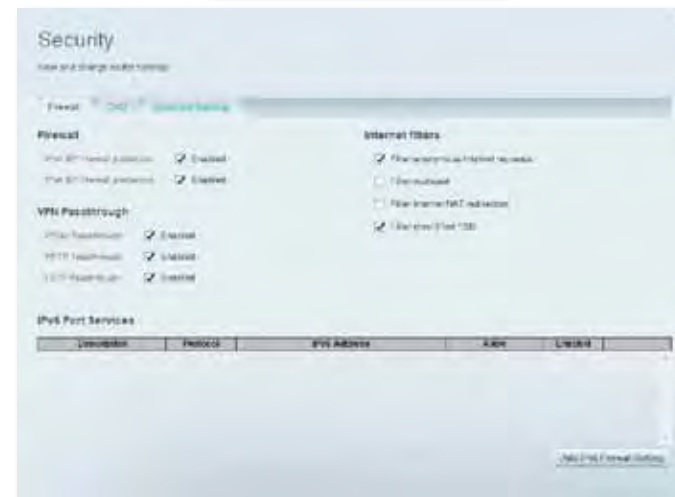 Security
View and change router settings
Firewall DMZ
Firewall
IPv4 SPI firewall protection Enabled
IPv6 SPI firewall protection Enabled
VPN Passthrough
IPSec Passthrough Enabled
PPTP Passthrough Enabled
L2TP Passthrough Enabled
Internet filters
Filter anonymous Internet requests
Filter multicast
Filter Internet NAT redirection
Filter ident (Port 113)
IPv6 Port Services
Description Protocol IPv6 Address Allow Enabled
Add IPv6 Firewall Setting